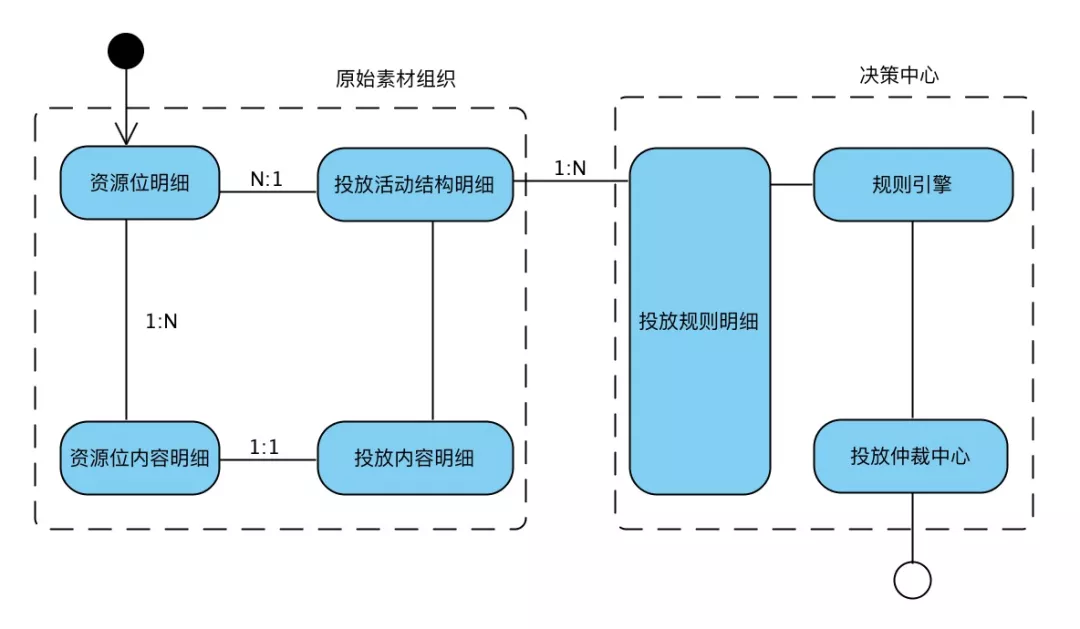 原始素材组织
决策中心
资源位明细
N:1
投放活动结构明细
1:N
规则引擎
1:N
投放规则明细
资源位内容明细
1:1
投放内容明细
投放仲裁中心